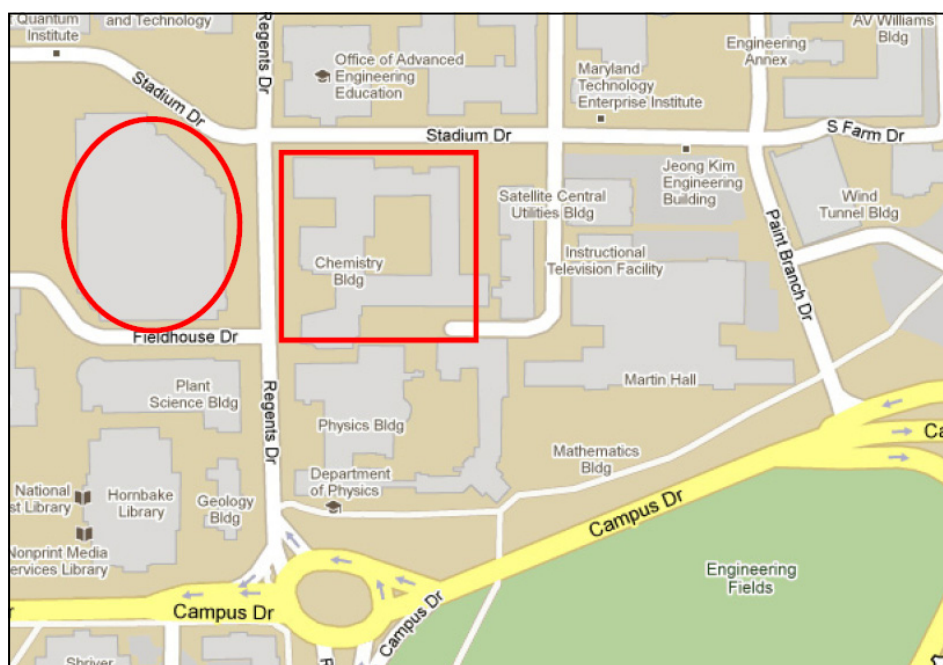 Quantum
Institute
and Technology
Regents Dr
Office of Advanced
Engineering
Education
Maryland
Technology
Enterprise Institute
Engineering
Annex
AV Williams
Bldg
Stadium Dr
Stadium Dr
S Farm Dr
Jeong Kim
Engineering
Building
Satellite Central
Utilities Bldg
Wind
Tunnel Bldg
Chemistry
Bldg
Instructional
Television Facility
Paint Branch Dr
Fieldhouse Dr
Plant
Science Bldg
Regents Dr
Martin Hall
Physics Bldg
Mathematics
Bldg
Ca
Department
of Physics
National
st Library
Hornbake
Library
Geology
Bldg
Campus Dr
Nonprint Media
ervices Library
Engineering
Fields
Campus Dr
Campus Dr
Shriver